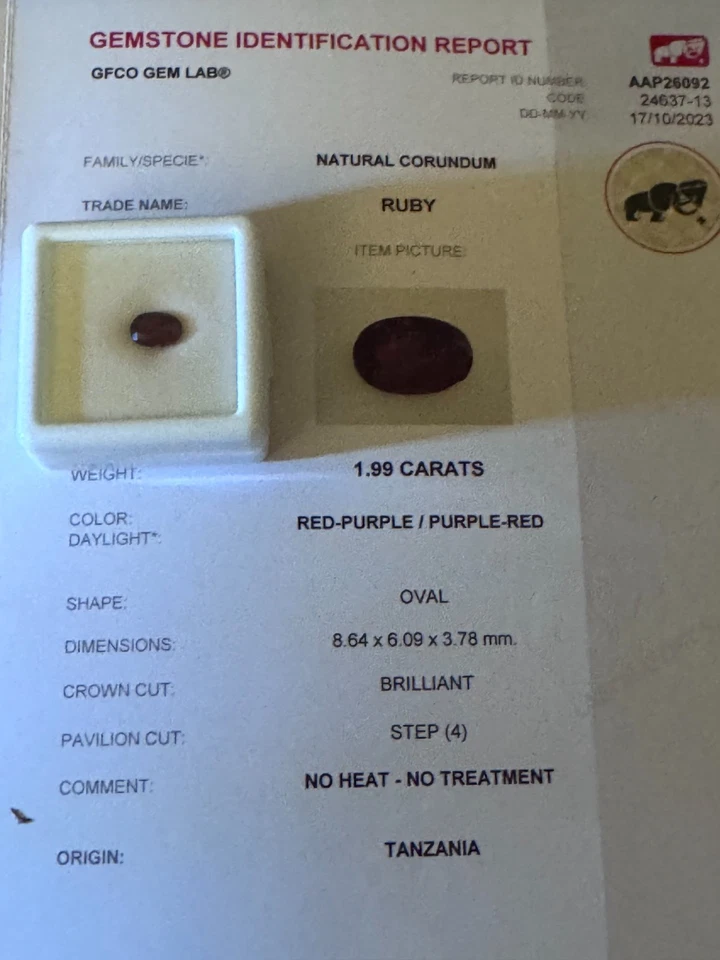 GEMSTONE IDENTIFICATION REPORT
GFCO GEM LAB®
REPORT ID NUMBER AAP26092
CODE 24637-13
DD-MM-YY 17/10/2023
FAMILY/SPECIE*: NATURAL CORUNDUM
TRADE NAME: RUBY
ITEM PICTURE:
WEIGHT: 1.99 CARATS
COLOR: RED-PURPLE / PURPLE-RED
DAYLIGHT*:
SHAPE: OVAL
DIMENSIONS: 8.64 x 6.09 x 3.78 mm.
CROWN CUT: BRILLIANT
PAVILION CUT: STEP (4)
COMMENT: NO HEAT - NO TREATMENT
ORIGIN: TANZANIA